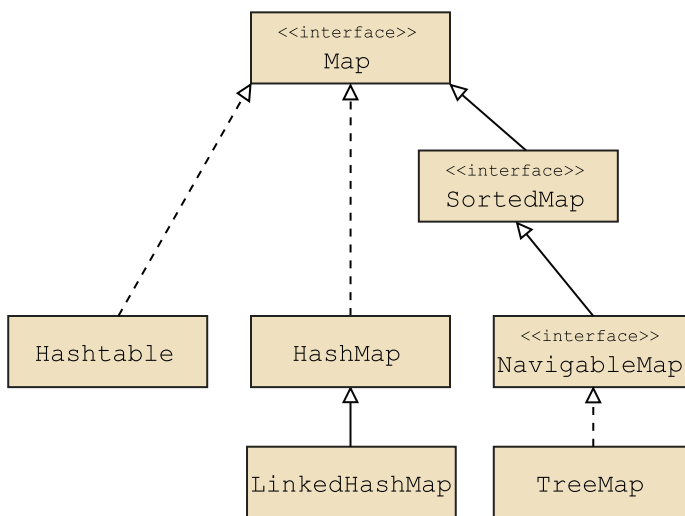 <<interface>>
Map
<<interface>>
SortedMap
Hashtable
HashMap
<<interface>>
NavigableMap
LinkedHashMap
TreeMap